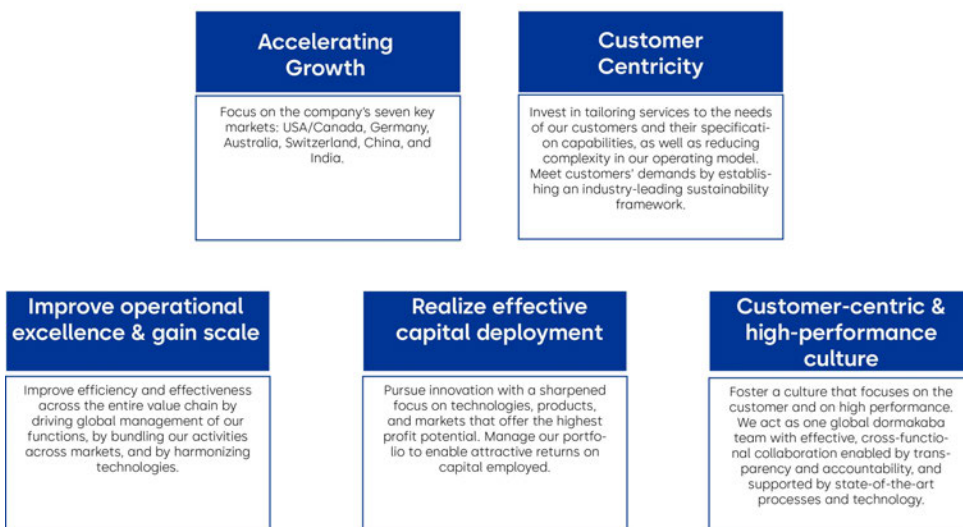 Accelerating
Growth
Focus on the company's seven key
markets: USA/Canada, Germany,
Australia, Switzerland, China, and
India.
Customer
Centricity
Invest in tailoring services to the needs
of our customers and their specificati-
on capabilities, as well as reducing
complexity in our operating model.
Meet customers' demands by establis-
hing an industry-leading sustainability
framework.
Improve operational
excellence & gain scale
Improve efficiency and effectiveness
across the entire value chain by
driving global management of our
functions, by bundling our activities
across markets, and by harmonizing
technologies.
Realize effective
capital deployment
Pursue innovation with a sharpened
focus on technologies, products,
and markets that offer the highest
profit potential. Manage our portfo-
lio to enable attractive returns on
capital employed.
Customer-centric &
high-performance
culture
Foster a culture that focuses on the
customer and on high performance.
We act as one global dormakaba
team with effective, cross-functio-
nal collaboration enabled by trans-
parency and accountability, and
supported by state-of-the-art
processes and technology.